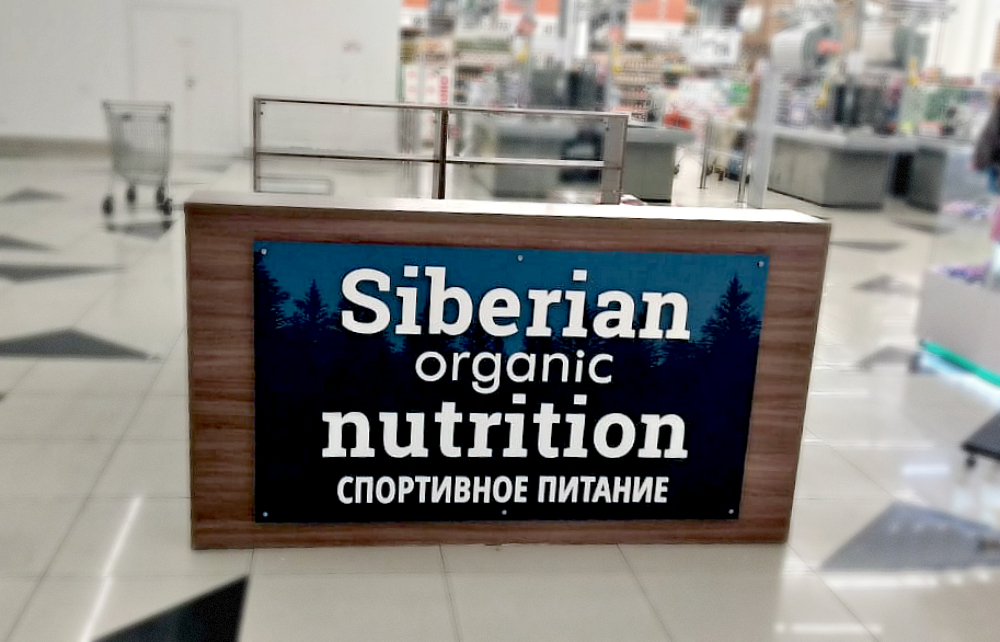 Siberian
organic
nutrition
СПОРТИВНОЕ ПИТАНИЕ